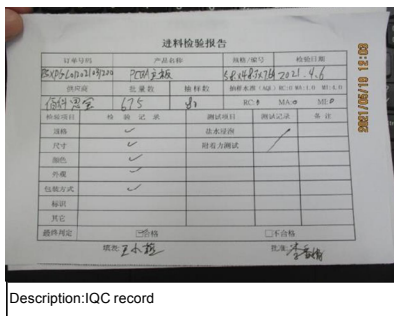 进料检验报告
订单号码 产品名称 规格/编号 检验日期
PCBA主板 2021.4.6
供应商 批量数 抽样数 抽样水准
675 RC: MA:0 MI:
检验项目 检验记录 测试项目 测试记录 备注
规格 ✓ 盐水浸泡
尺寸 ✓ 附着力测试
颜色 ✓
外观 ✓
包装方式 ✓
标识
其它
最终判定 ☑合格 □不合格
填表: 批准:
2021/05/10 12:03
Description:IQC record